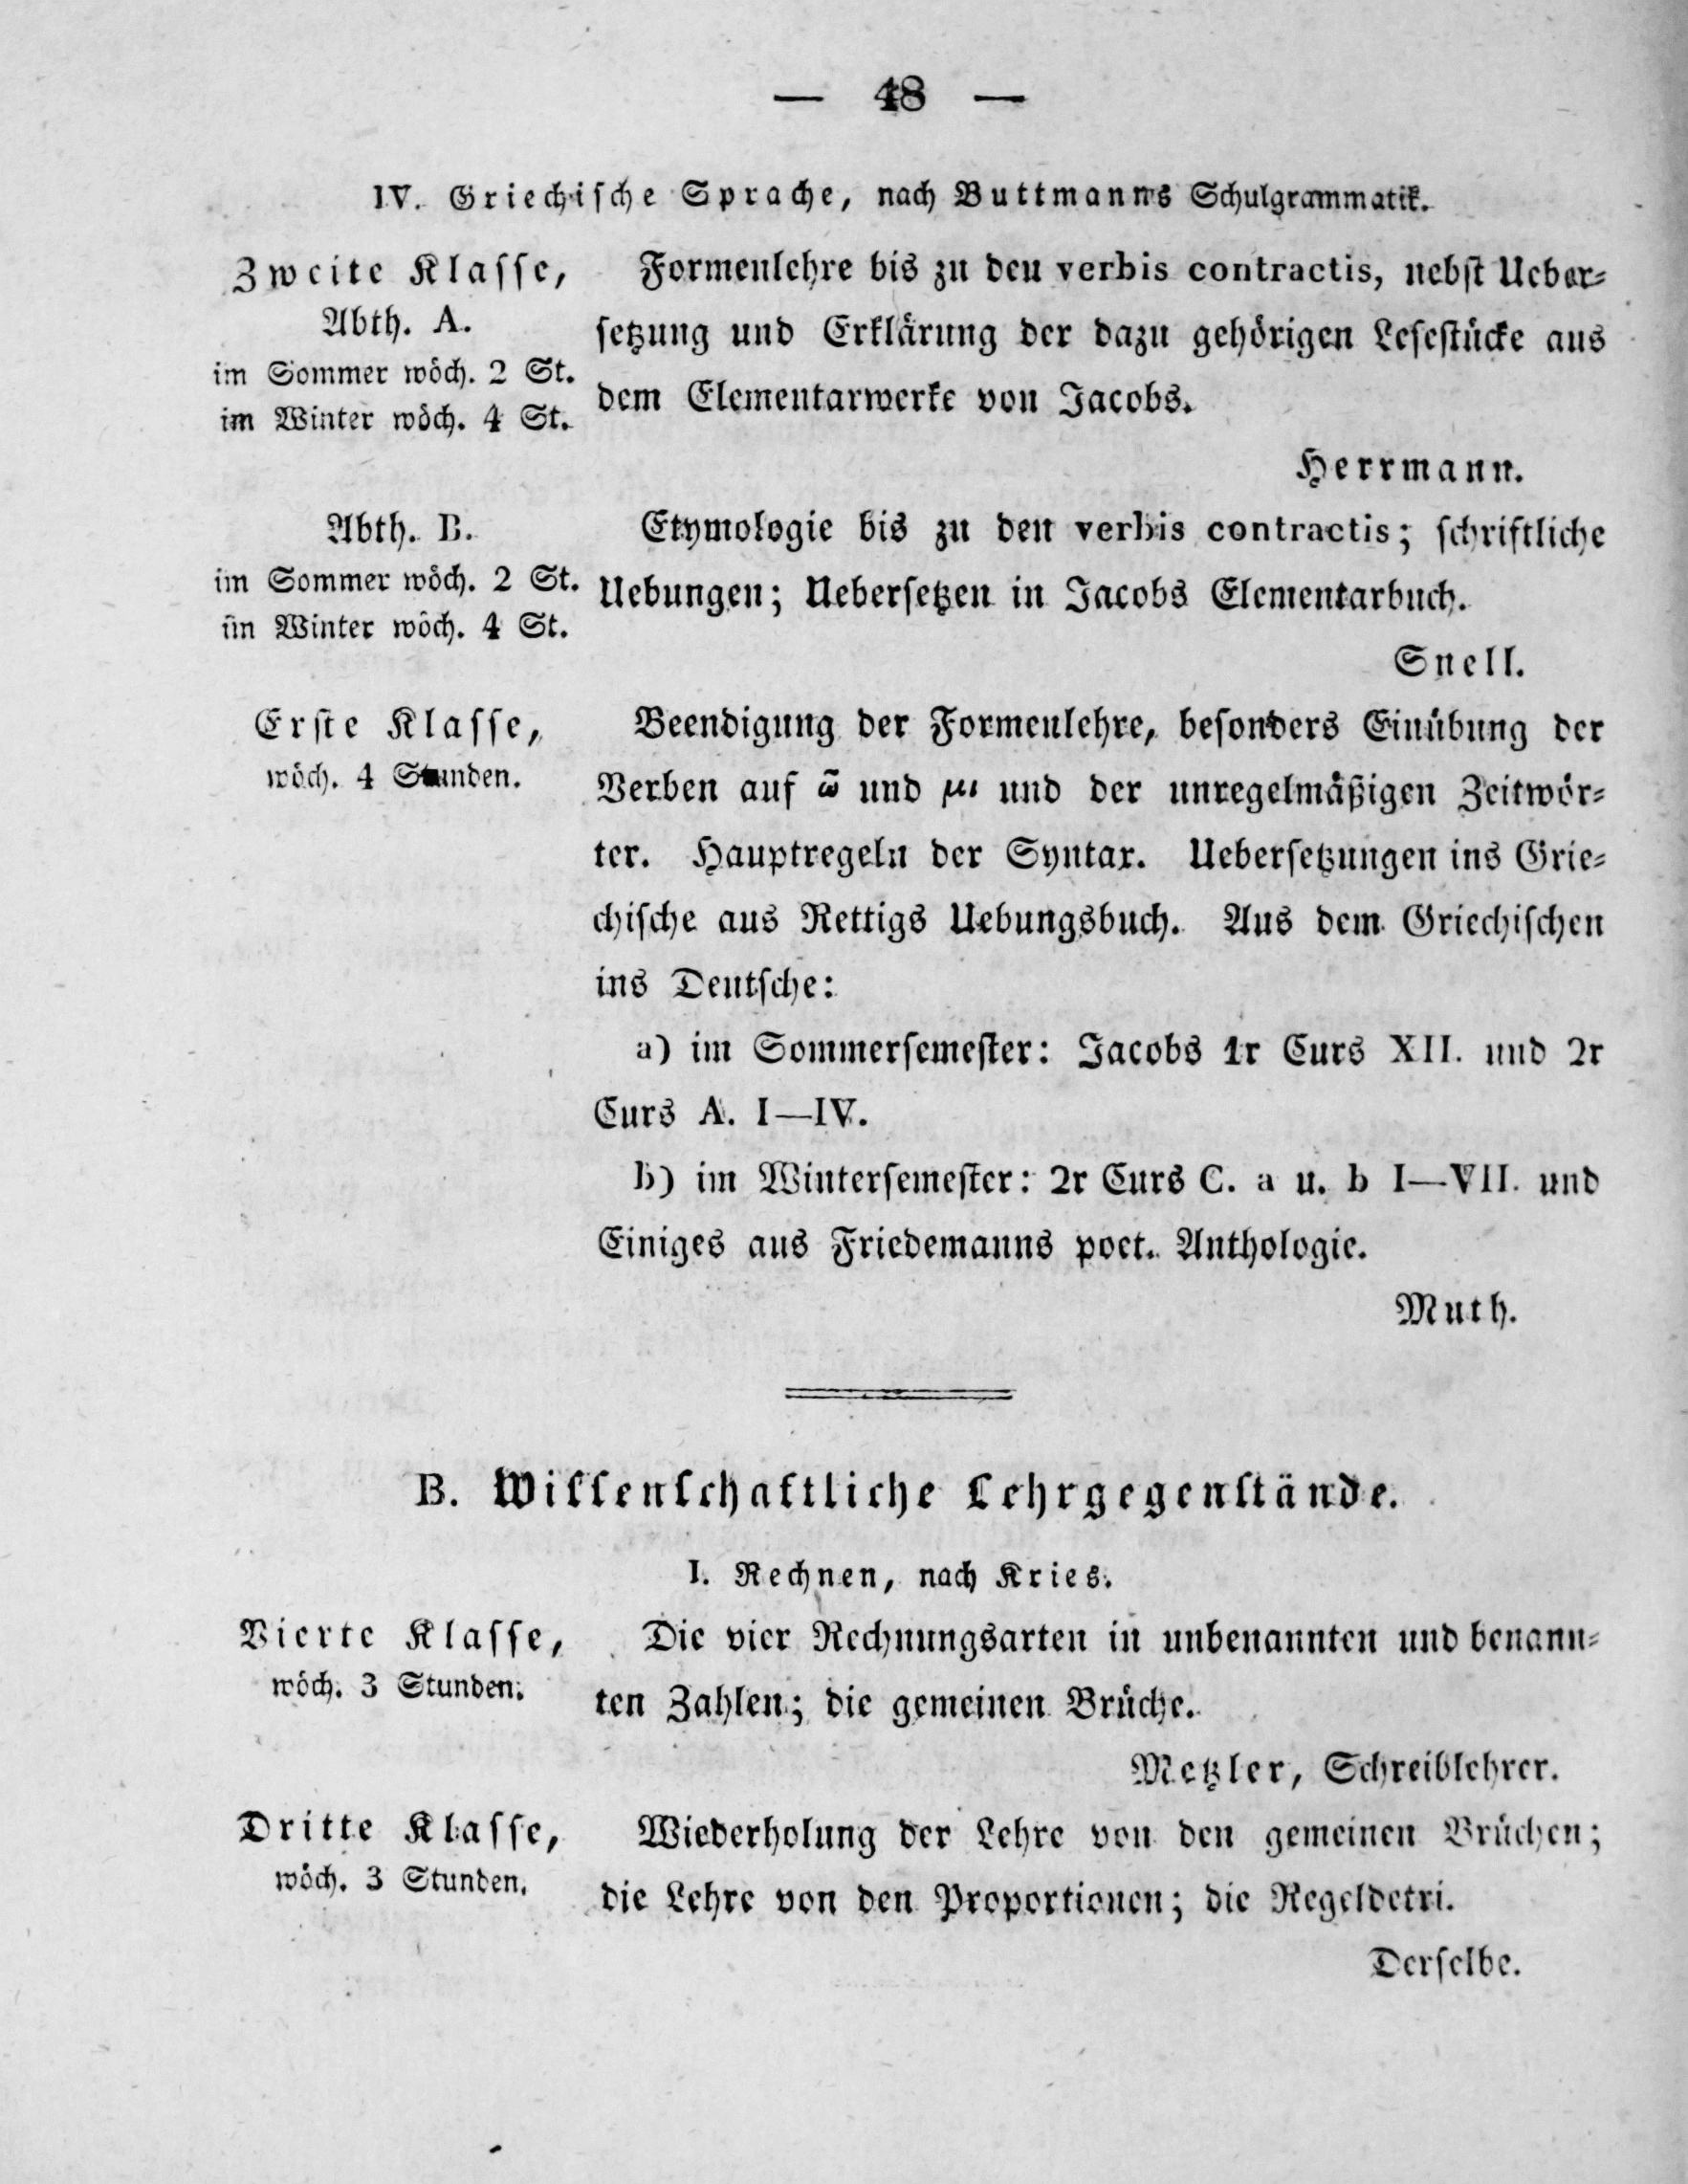 — 48 —
IV. Griechische Sprache, nach Buttmanns Schulgrammatik.
Zweite Klasse,
Abth. A.
im Sommer wöch. 2 St.
im Winter wöch. 4 St.
Formenlehre bis zu den verbis contractis, nebst Ueber-
setzung und Erklärung der dazu gehörigen Lesestücke aus
dem Elementarwerke von Jacobs.
Herrmann.
Abth. B.
im Sommer wöch. 2 St.
im Winter wöch. 4 St.
Etymologie bis zu den verbis contractis; schriftliche
Uebungen; Uebersetzen in Jacobs Elementarbuch.
Snell.
Erste Klasse,
wöch. 4 Stunden.
Beendigung der Formenlehre, besonders Einübung der
Verben auf ῶ und μι und der unregelmäßigen Zeitwör-
ter. Hauptregeln der Syntax. Uebersetzungen ins Grie-
chische aus Rettigs Uebungsbuch. Aus dem Griechischen
ins Deutsche:
a) im Sommersemester: Jacobs 1r Curs XII. und 2r
Curs A. I—IV.
b) im Wintersemester: 2r Curs C. a u. b I—VII. und
Einiges aus Friedemanns poet. Anthologie.
Muth.
B. Wissenschaftliche Lehrgegenstände.
I. Rechnen, nach Kries.
Vierte Klasse,
wöch. 3 Stunden.
Die vier Rechnungsarten in unbenannten und benann-
ten Zahlen; die gemeinen Brüche.
Metzler, Schreiblehrer.
Dritte Klasse,
wöch. 3 Stunden.
Wiederholung der Lehre von den gemeinen Brüchen;
die Lehre von den Proportionen; die Regeldetri.
Derselbe.